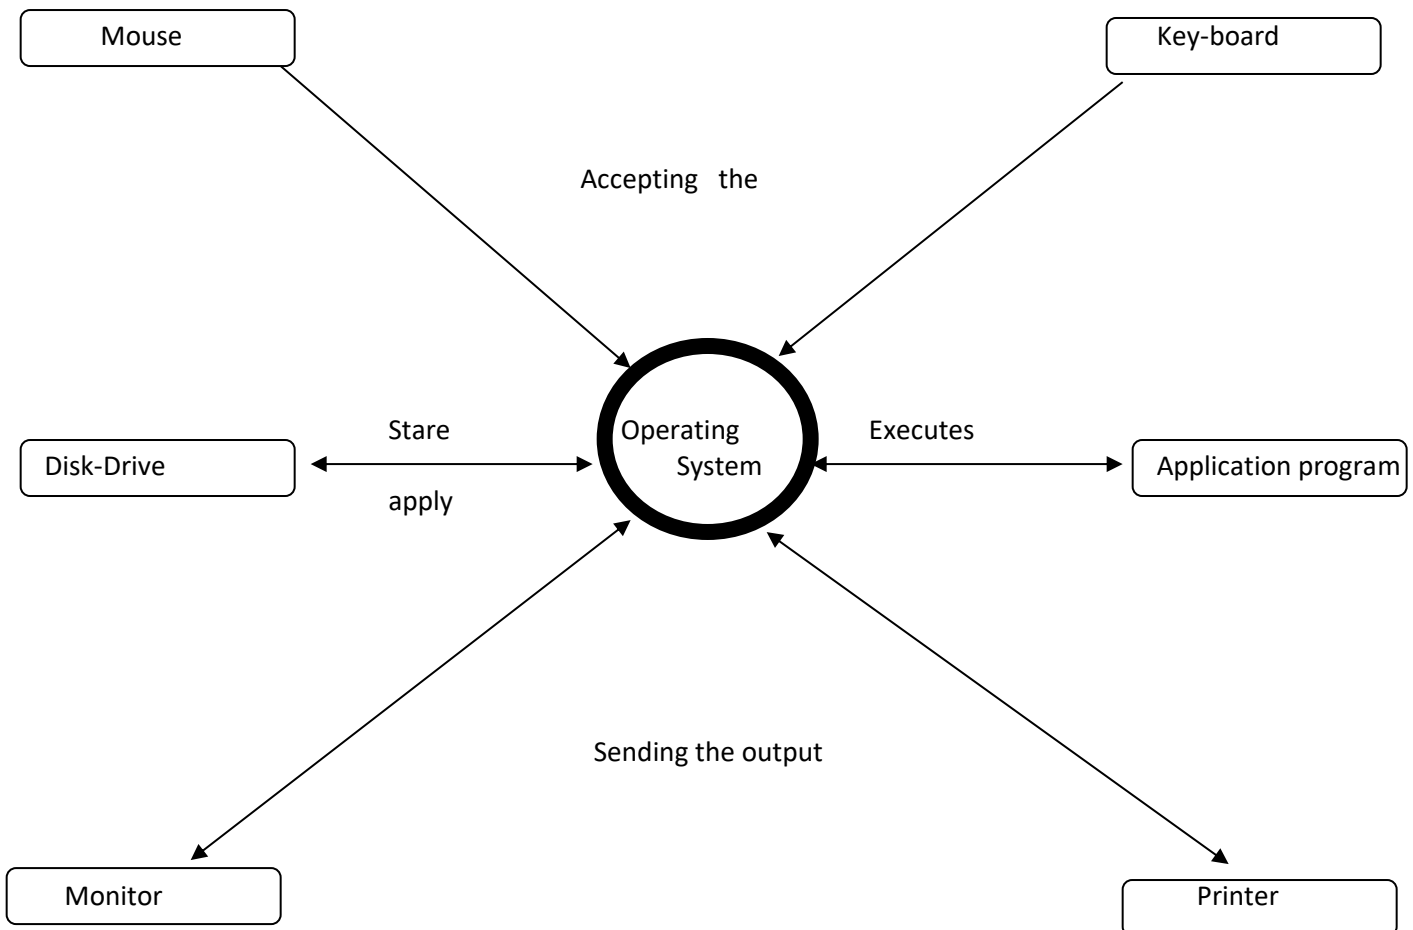 Mouse
Key-board
Accepting the
Stare
Operating
Executes
Disk-Drive
System
Application program
apply
Sending the output
Monitor
Printer